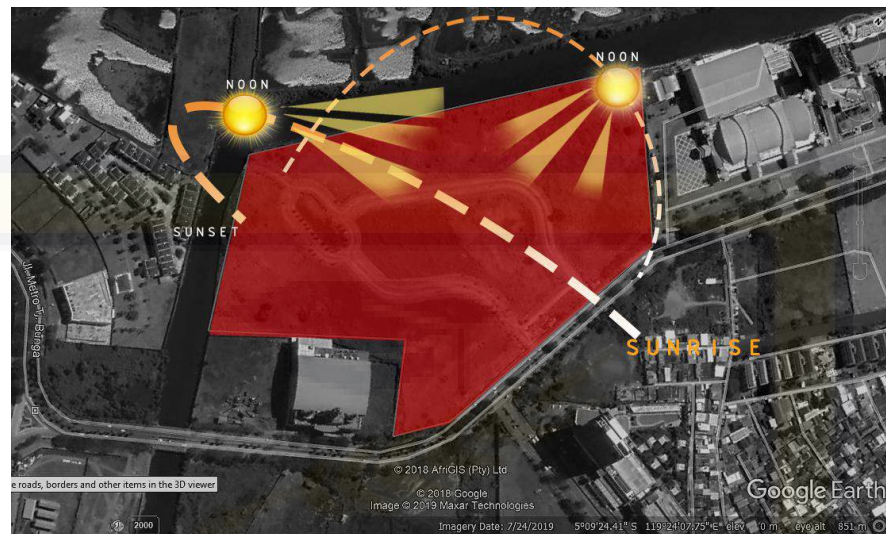 NOON
NOON
SUNSET
SUNRISE
Jl. Metro Tj. Bunga
© 2018 AfriGIS (Pty) Ltd
© 2018 Google
Image © 2019 Maxar Technologies
Google Earth
e roads, borders and other items in the 3D viewer
2000
Imagery Date: 7/24/2019 5°09'24.41" S 119°24'07.75" E elev 0 m eye alt 851 m
N